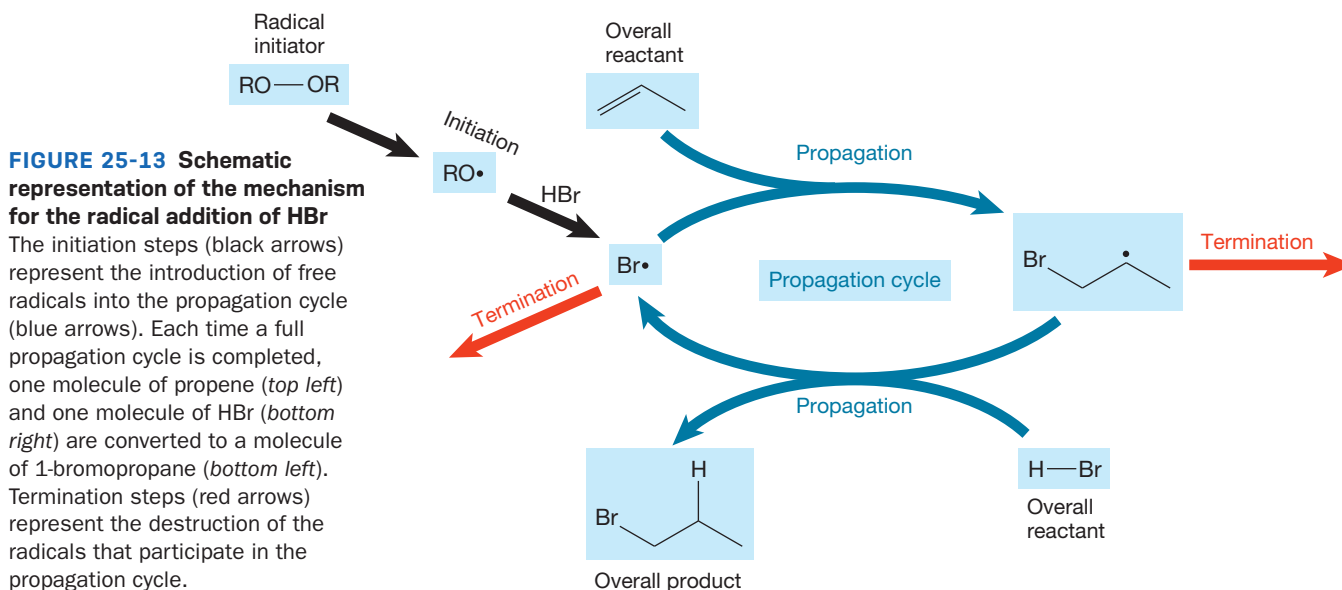 Radical
initiator
RO—OR
Initiation
RO•
HBr
Overall
reactant
Propagation
Br•
Termination
Propagation cycle
Br
•
Termination
Propagation
H
Br
Overall product
H—Br
Overall
reactant
FIGURE 25-13 Schematic
representation of the mechanism
for the radical addition of HBr
The initiation steps (black arrows)
represent the introduction of free
radicals into the propagation cycle
(blue arrows). Each time a full
propagation cycle is completed,
one molecule of propene (top left)
and one molecule of HBr (bottom
right) are converted to a molecule
of 1-bromopropane (bottom left).
Termination steps (red arrows)
represent the destruction of the
radicals that participate in the
propagation cycle.